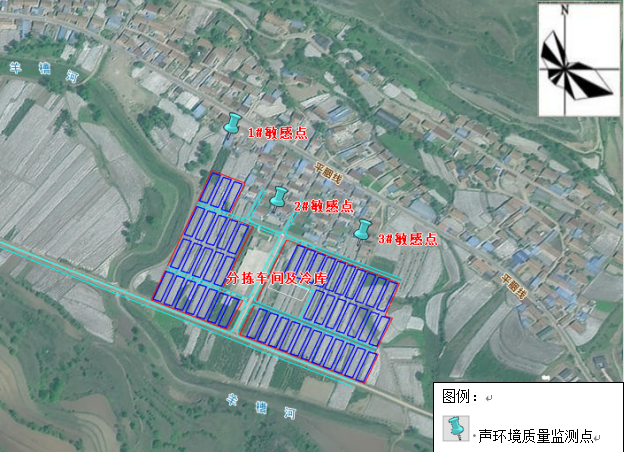 N
羊 槽 河
1#敏感点
平胭线
2#敏感点
3#敏感点
分拣车间及冷库
平胭线
羊 槽 河
图例：
声环境质量监测点